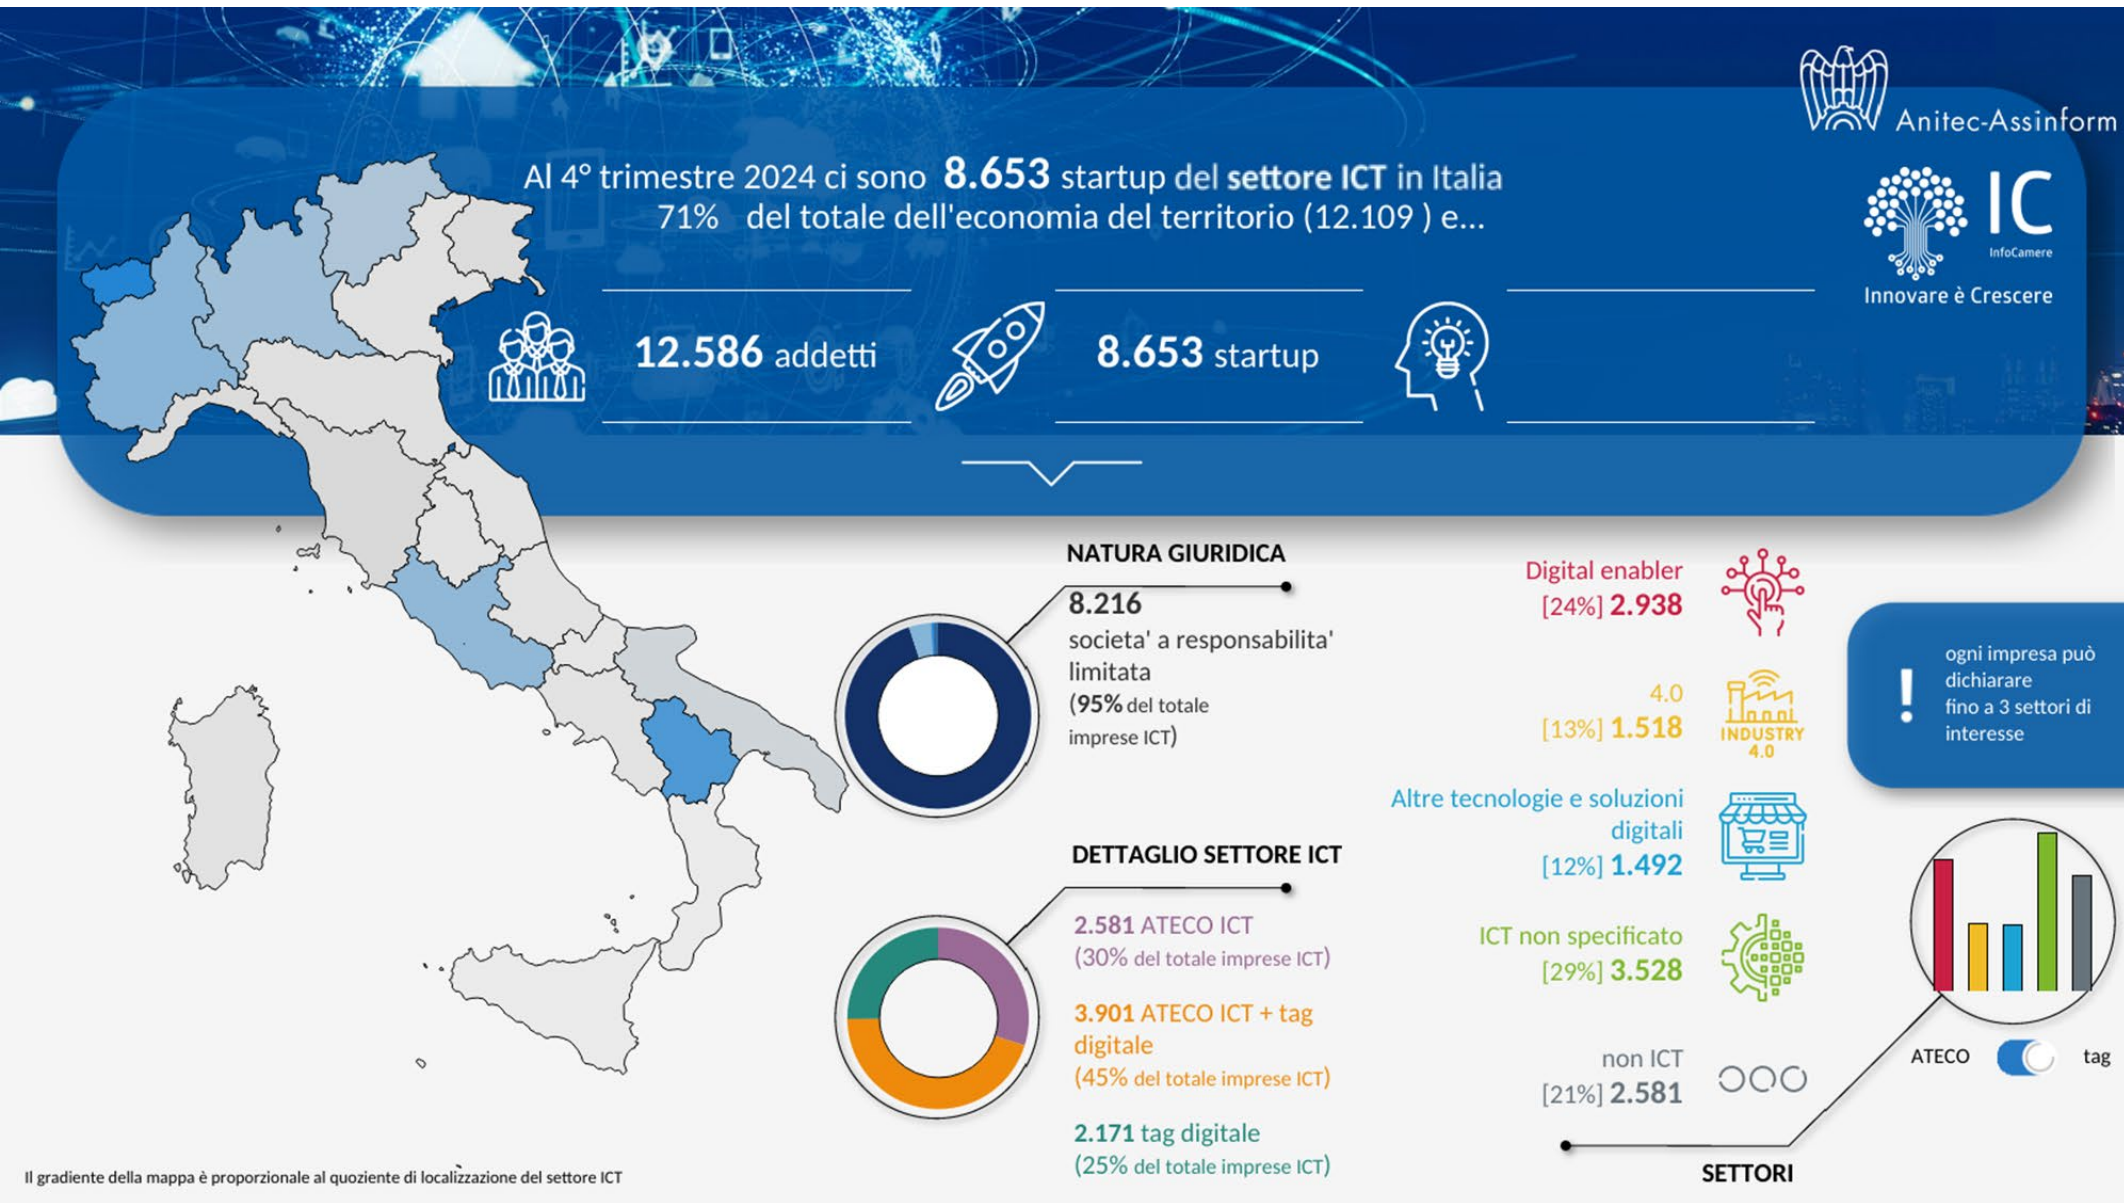 Anitec-Assinform
IC
InfoCamere
Innovare è Crescere
Al 4° trimestre 2024 ci sono 8.653 startup del settore ICT in Italia
71% del totale dell'economia del territorio (12.109 ) e...
12.586 addetti
8.653 startup
NATURA GIURIDICA
8.216
societa' a responsabilita'
limitata
(95% del totale
imprese ICT)
DETTAGLIO SETTORE ICT
2.581 ATECO ICT
(30% del totale imprese ICT)
3.901 ATECO ICT + tag
digitale
(45% del totale imprese ICT)
2.171 tag digitale
(25% del totale imprese ICT)
Digital enabler
[24%] 2.938
4.0
[13%] 1.518
INDUSTRY
4.0
Altre tecnologie e soluzioni
digitali
[12%] 1.492
ICT non specificato
[29%] 3.528
non ICT
[21%] 2.581
SETTORI
!
ogni impresa può
dichiarare
fino a 3 settori di
interesse
ATECO
tag
Il gradiente della mappa è proporzionale al quoziente di localizzazione del settore ICT